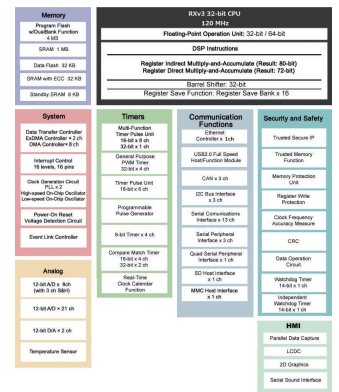 Memory
Program Flash
w/DualBank Function
4 MB
SRAM 1 MB
Data Flash 32 KB
SRAM with ECC 32 KB
Standby SRAM 8 KB
RXv3 32-bit CPU
120 MHz
Floating-Point Operation Unit: 32-bit / 64-bit
DSP Instructions
Register Indirect Multiply-and-Accumulate (Result: 80-bit)
Register Direct Multiply-and-Accumulate (Result: 72-bit)
Barrel Shifter: 32-bit
Register Save Function: Register Save Bank x 16
System
Data Transfer Controller
ExDMA Controller × 2 ch
DMA Controller× 8 ch
Interrupt Control
16 levels, 16 pins
Clock Generation Circuit
PLL x 2
High-speed On-Chip Oscillator
Low-speed On-Chip Oscillator
Power-On Reset
Voltage Detection Circuit
Event Link Controller
Analog
12-bit A/D x 8ch
(with 3 ch S&H)
12-bit A/D × 21 ch
12-bit D/A × 2 ch
Temperature Sensor
Timers
Multi-Function
Timer Pulse Unit
16-bit x 8 ch
32-bit x 1 ch
General Purpose
PWM Timer
32-bit x 4 ch
Timer Pulse Unit
16-bit x 6 ch
Programmable
Pulse Generator
8-bit Timer x 4 ch
Compare Match Timer
16-bit x 4 ch
32-bit x 2 ch
Real-Time
Clock Calendar
Function
Communication
Functions
Ethernet
Controller x 1ch
USB2.0 Full Speed
Host/Function Module
CAN x 3 ch
I2C Bus Interface
x 3 ch
Serial Comunications
Interface x 13 ch
Serial Peripheral
Interface x 3 ch
Quad Serial Peripheral
Interface x 1 ch
SD Host Interface
x 1 ch
MMC Host Interface
x 1 ch
Security and Safety
Trusted Secure IP
Trusted Memory
Function
Memory Protection
Unit
Register Write
Protection
Clock Frequency
Accuracy Measure
CRC
Data Operation
Circuit
Watchdog Timer
14-bit x 1 ch
Independent
Watchdog Timer
14-bit x 1 ch
HMI
Parallel Data Capture
LCDC
2D Graphics
Serial Sound Interface